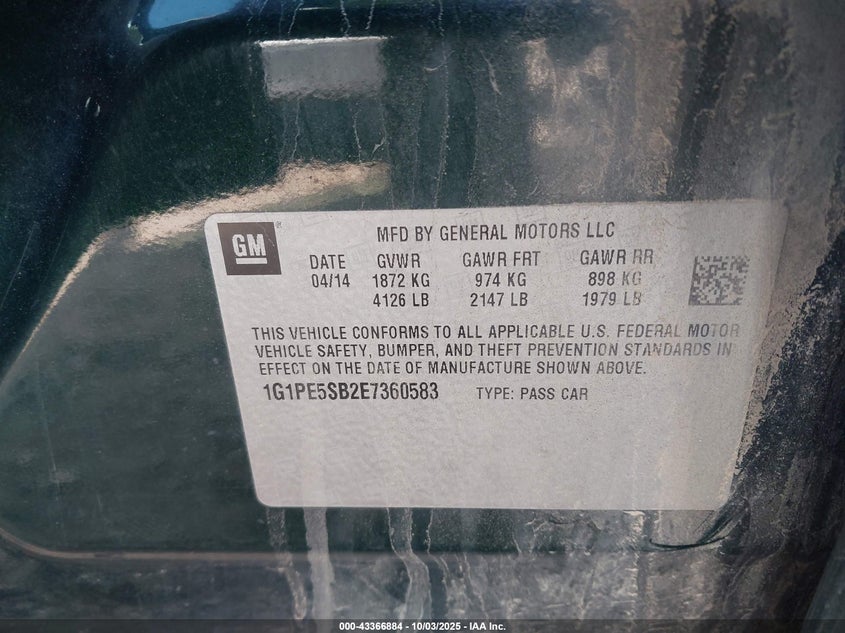 GM
MFD BY GENERAL MOTORS LLC
DATE GVWR GAWR FRT GAWR RR
04/14 1872 KG 974 KG 898 KG
4126 LB 2147 LB 1979 LB
THIS VEHICLE CONFORMS TO ALL APPLICABLE U.S. FEDERAL MOTOR
VEHICLE SAFETY, BUMPER, AND THEFT PREVENTION STANDARDS IN
EFFECT ON THE DATE OF MANUFACTURE SHOWN ABOVE.
1G1PE5SB2E7360583 TYPE: PASS CAR
000-43366884 - 10/03/2025 - IAA Inc.